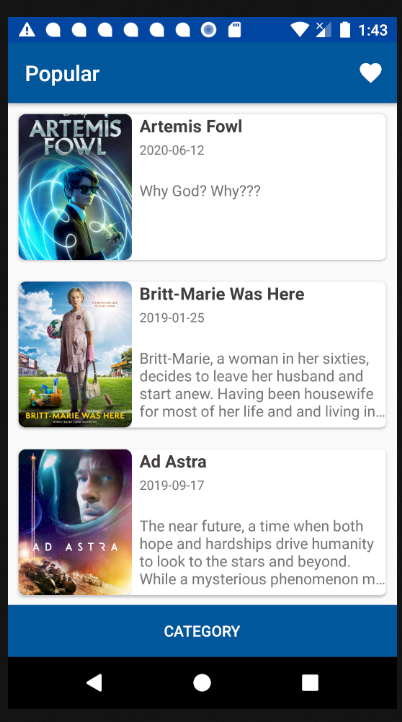 1:43
Popular
ARTEMIS
FOWL
Artemis Fowl
2020-06-12
Why God? Why???
BRITT-MARIE WAS HERE
Britt-Marie Was Here
2019-01-25
Britt-Marie, a woman in her sixties,
decides to leave her husband and
start anew. Having been housewife
for most of her life and and living in…
AD ASTRA
Ad Astra
2019-09-17
The near future, a time when both
hope and hardships drive humanity
to look to the stars and beyond.
While a mysterious phenomenon m…
CATEGORY